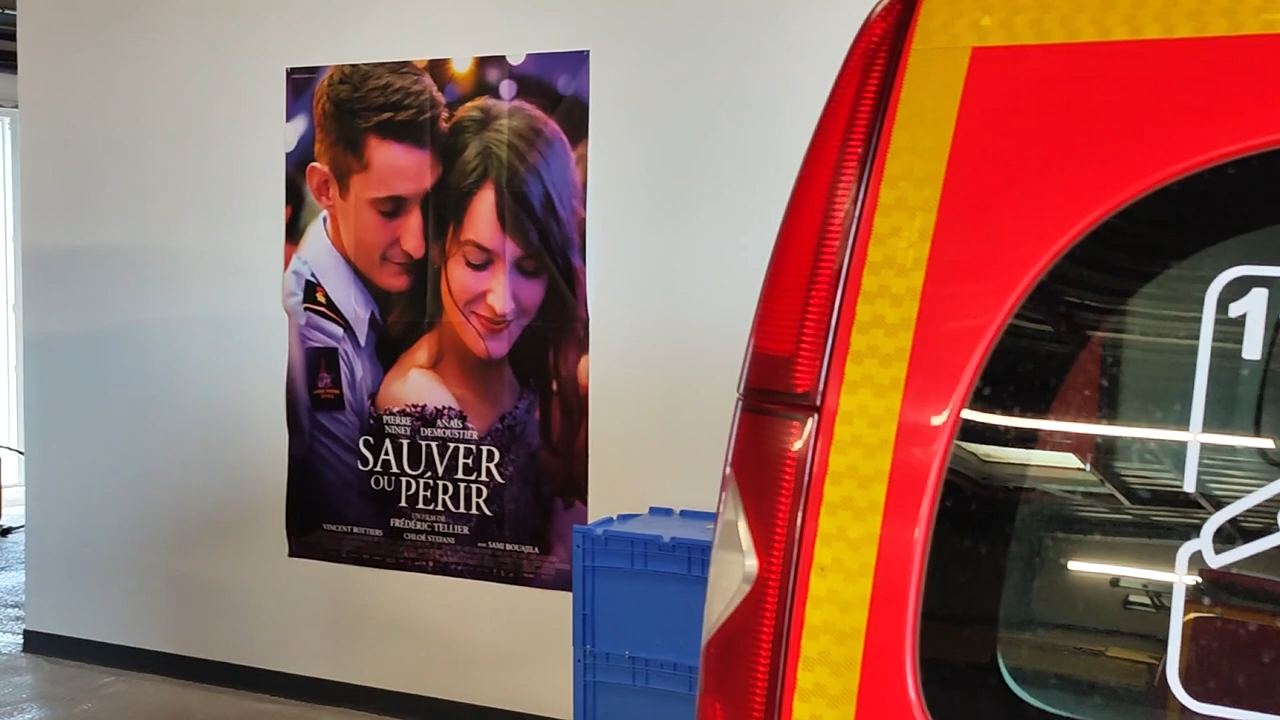 PIERRE ANAÏS
NINEY DEMOUSTIER
SAUVER
OU PÉRIR
UN FILM DE
FRÉDÉRIC TELLIER
VINCENT ROTTIERS CHLOÉ STEFANI avec SAMI BOUAJILA
1